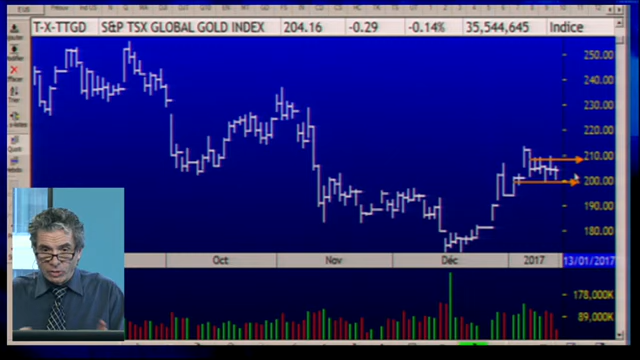 T-X-TTGD S&P TSX GLOBAL GOLD INDEX 204.16 -0.29 -0.14% 35,544,645 Indice
250.00
240.00
230.00
220.00
210.00
200.00
190.00
180.00
Oct Nov Déc 2017 13/01/2017
178,000K
89,000K